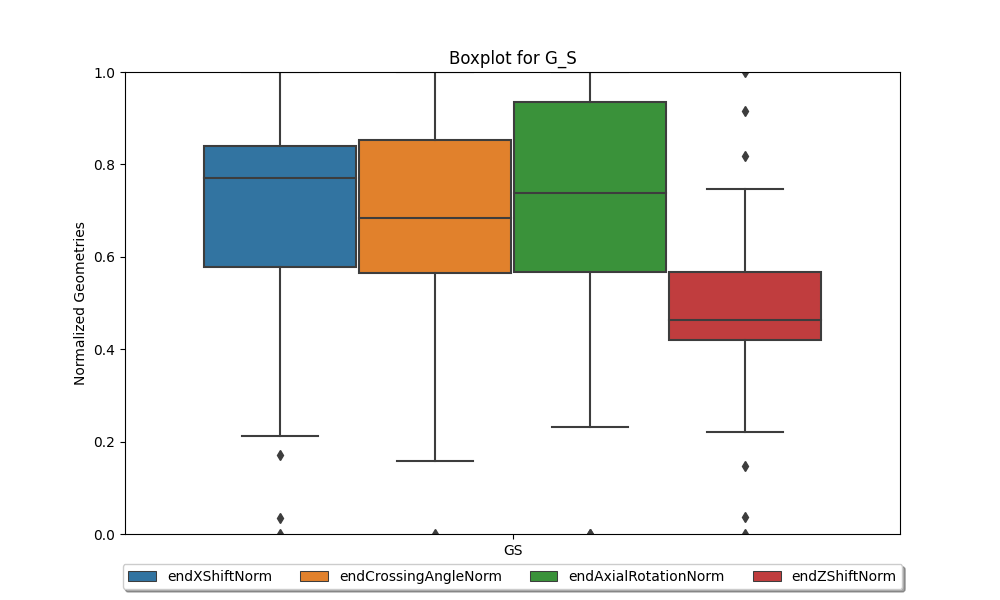 Boxplot for G_S
1.0
0.8
0.6
0.4
0.2
0.0
Normalized Geometries
GS
endXShiftNorm endCrossingAngleNorm endAxialRotationNorm endZShiftNorm